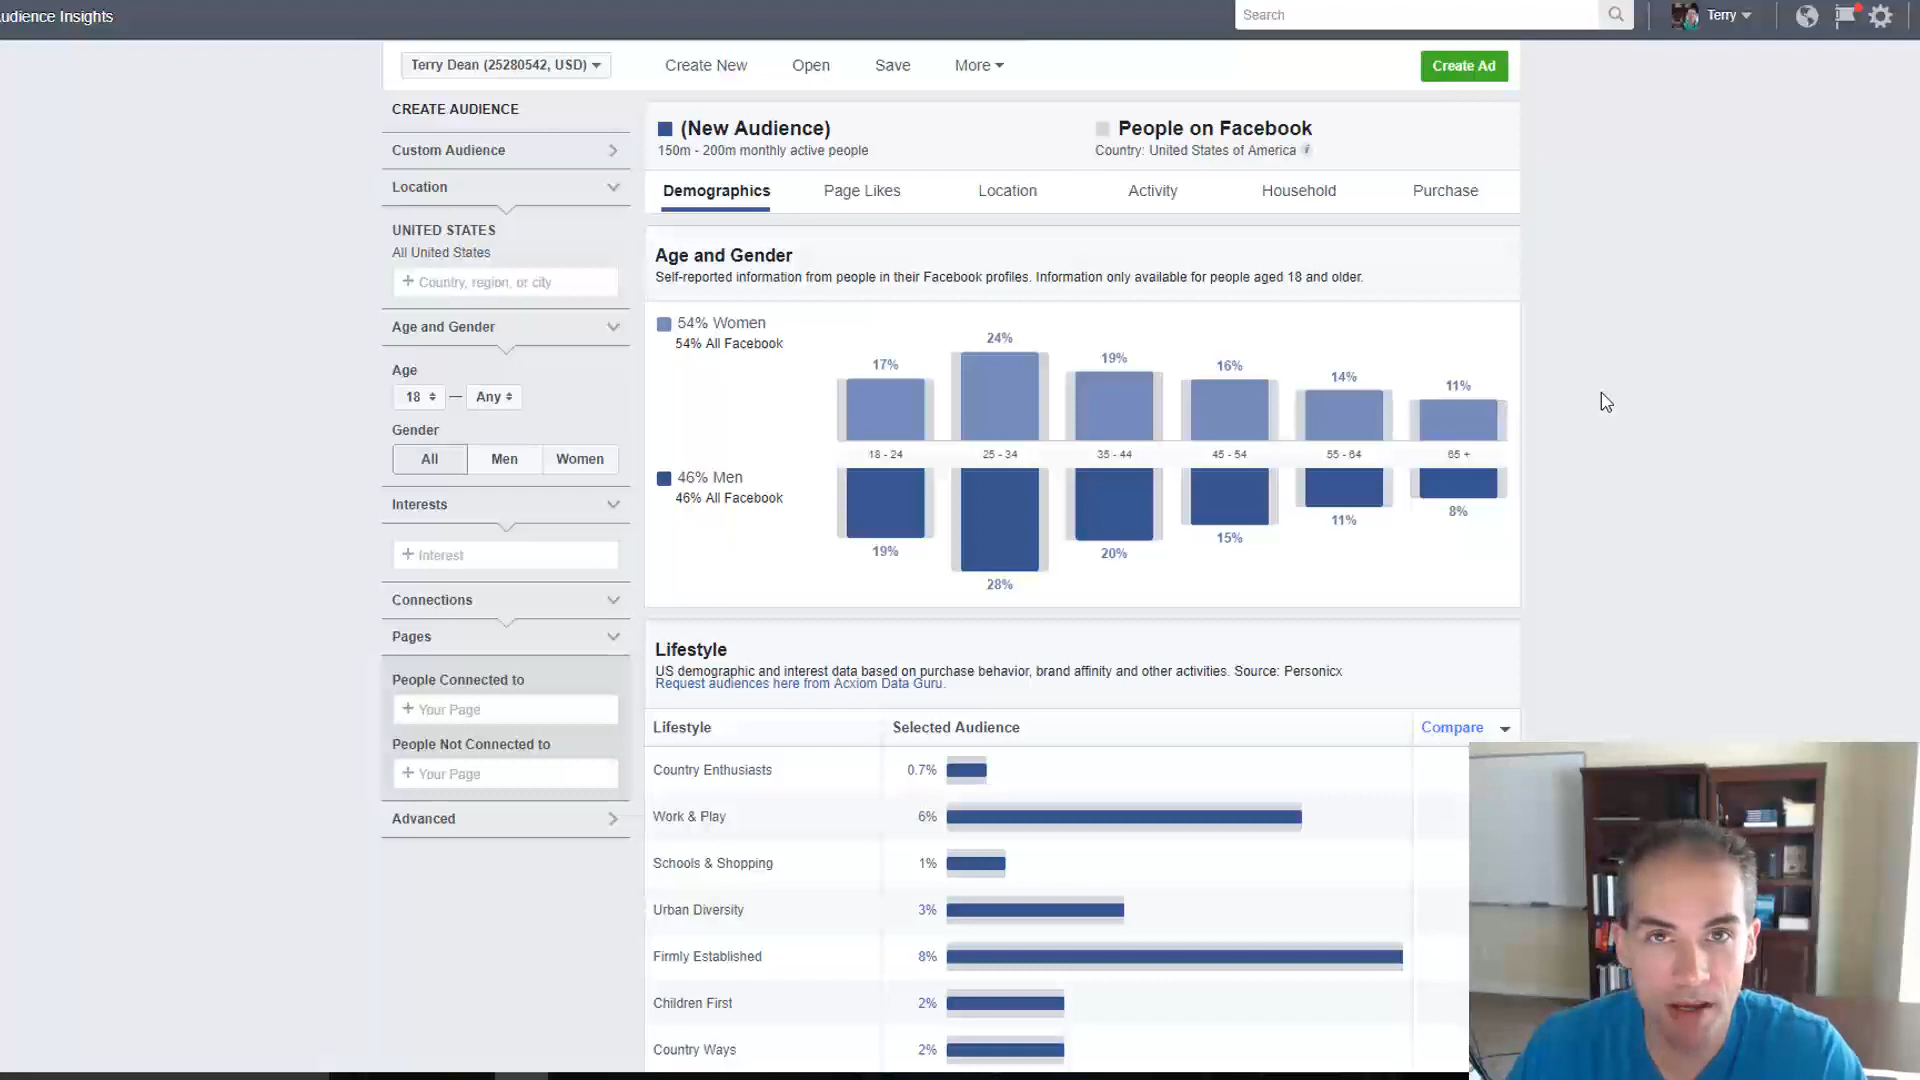 udience Insights
Search
Terry
Terry Dean (25280542, USD)
Create New
Open
Save
More
Create Ad
CREATE AUDIENCE
Custom Audience
Location
UNITED STATES
All United States
+ Country, region, or city
Age and Gender
Age
18 — Any
Gender
All
Men
Women
Interests
+ Interest
Connections
Pages
People Connected to
+ Your Page
People Not Connected to
+ Your Page
Advanced
(New Audience)
150m - 200m monthly active people
People on Facebook
Country: United States of America i
Demographics
Page Likes
Location
Activity
Household
Purchase
Age and Gender
Self-reported information from people in their Facebook profiles. Information only available for people aged 18 and older.
54% Women
54% All Facebook
17%
24%
19%
16%
14%
11%
18 - 24
25 - 34
35 - 44
45 - 54
55 - 64
65 +
46% Men
46% All Facebook
19%
28%
20%
15%
11%
8%
Lifestyle
US demographic and interest data based on purchase behavior, brand affinity and other activities. Source: Personicx
Request audiences here from Acxiom Data Guru.
Lifestyle
Selected Audience
Compare
Country Enthusiasts 0.7%
Work & Play 6%
Schools & Shopping 1%
Urban Diversity 3%
Firmly Established 8%
Children First 2%
Country Ways 2%